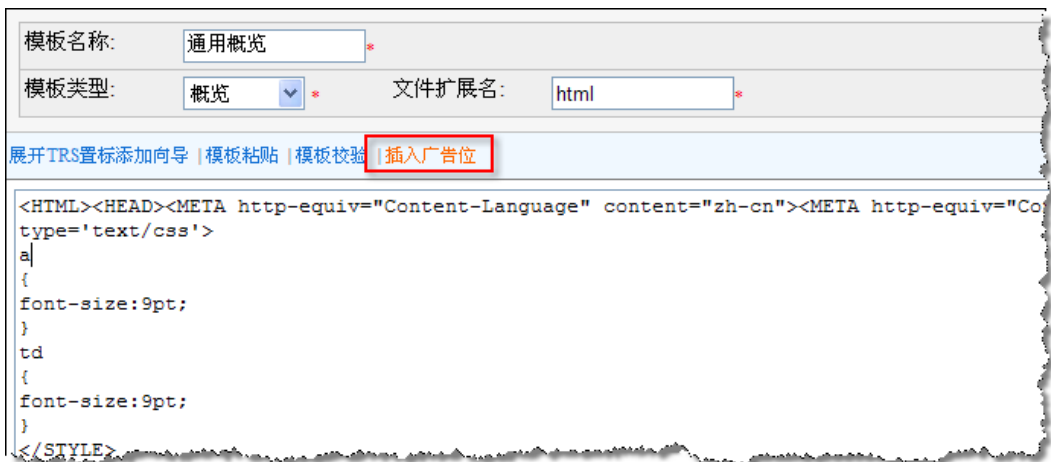 模板名称: 通用概览 *
模板类型: 概览 * 文件扩展名: html *
展开TRS置标添加向导 |模板粘贴 |模板校验 |插入广告位
<HTML><HEAD><META http-equiv="Content-Language" content="zh-cn"><META http-equiv="Co
type='text/css'>
a
{
font-size:9pt;
}
td
{
font-size:9pt;
}
</STYLE>